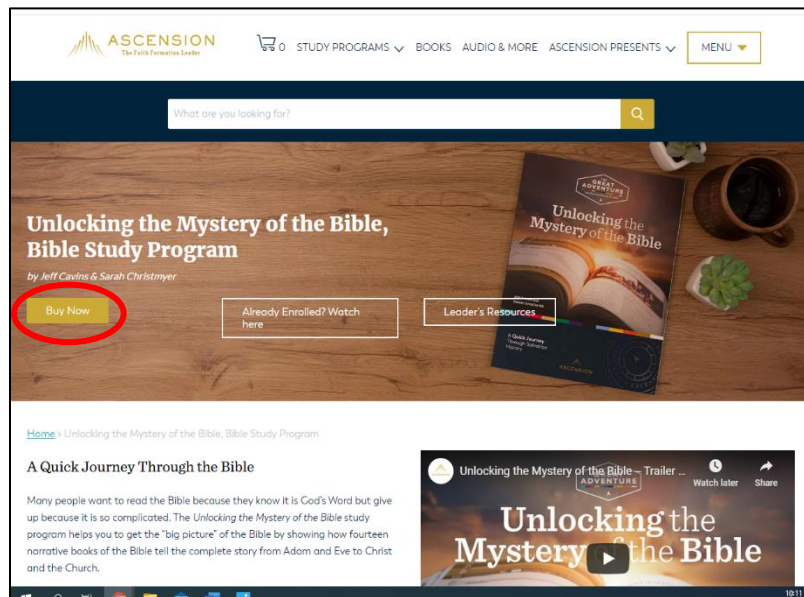 ASCENSION
The Faith Formation Leader
0 STUDY PROGRAMS BOOKS AUDIO & MORE ASCENSION PRESENTS MENU
What are you looking for?
Unlocking the Mystery of the Bible,
Bible Study Program
by Jeff Cavins & Sarah Christmyer
Buy Now
Already Enrolled? Watch
here
Leader's Resources
GREAT
ADVENTURE
Unlocking the
Mystery of the Bible
A Quick Journey
Through Salvation
History
ASCENSION
Home › Unlocking the Mystery of the Bible, Bible Study Program
A Quick Journey Through the Bible
Many people want to read the Bible because they know it is God's Word but give
up because it is so complicated. The Unlocking the Mystery of the Bible study
program helps you to get the "big picture" of the Bible by showing how fourteen
narrative books of the Bible tell the complete story from Adam and Eve to Christ
and the Church.
Unlocking the Mystery of the Bible – Trailer ...
Watch later
Share
ADVENTURE
Unlocking the
Mystery of the Bible
10:11